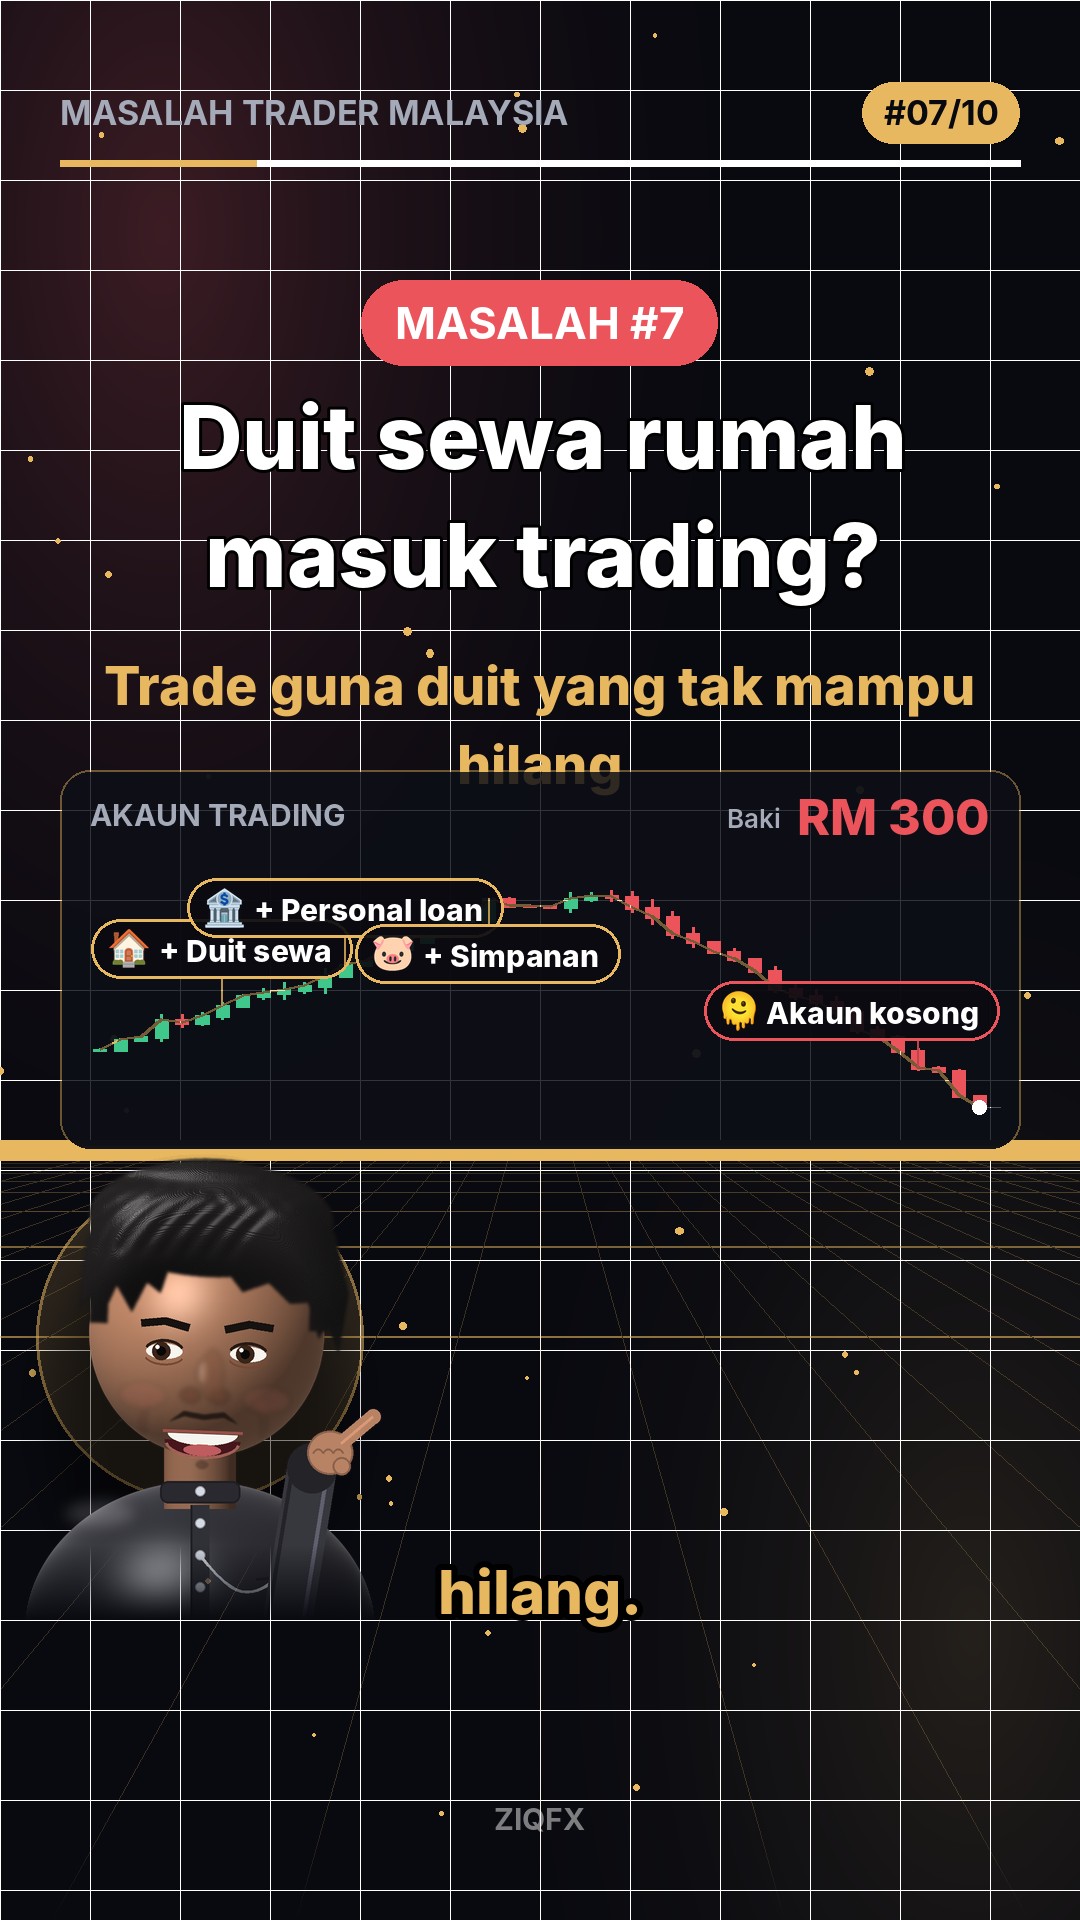 MASALAH TRADER MALAYSIA
#07/10
MASALAH #7
Duit sewa rumah
masuk trading?
Trade guna duit yang tak mampu
hilang
AKAUN TRADING
Baki RM 300
+ Personal loan
+ Duit sewa
+ Simpanan
Akaun kosong
hilang.
ZIQFX